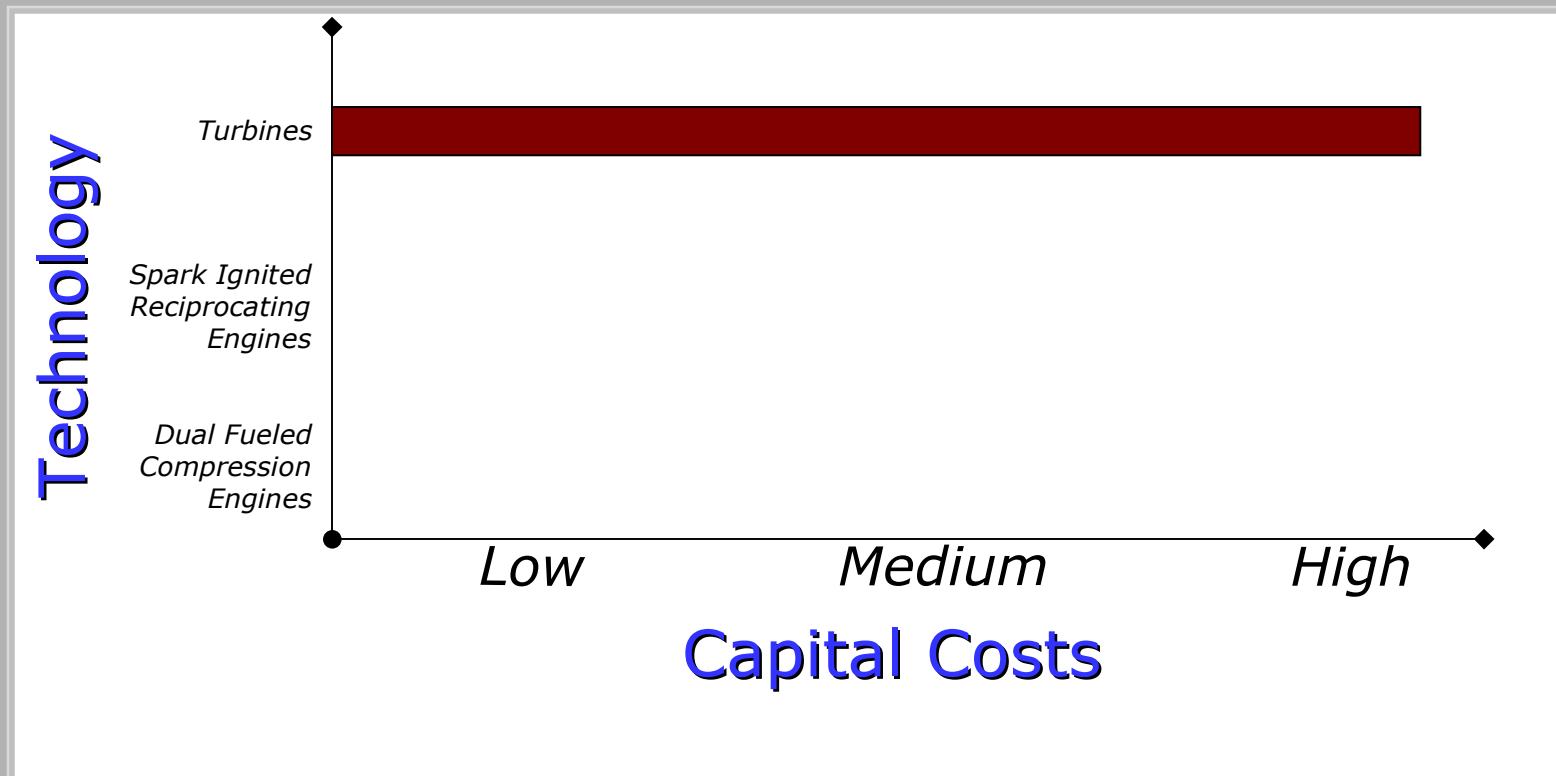 Technology
Turbines
Spark Ignited
Reciprocating
Engines
Dual Fueled
Compression
Engines
Low
Medium
High
Capital Costs